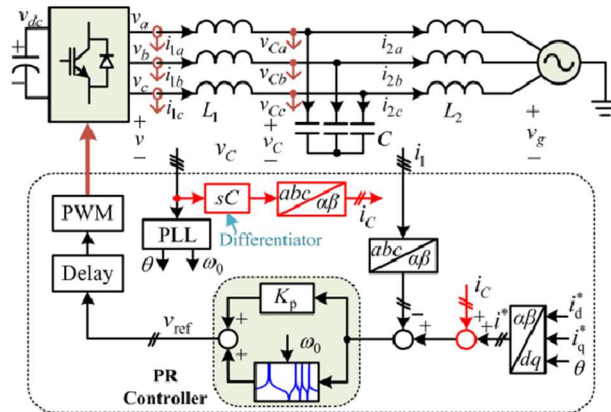 v_dc
v_a
v_b
v_c
i_1a
i_1b
i_1c
L_1
v_Ca
v_Cb
v_Cc
i_2a
i_2b
i_2c
L_2
+
v
−
v_C
+
v_C
−
C
i_1
+
v_g
−
PWM
Delay
sC
abc
αβ
i_C
Differentiator
PLL
θ
ω_0
abc
αβ
v_ref
+
+
K_p
ω_0
−
+
i_C
+
+
i*
αβ
dq
i*_d
i*_q
θ
PR
Controller